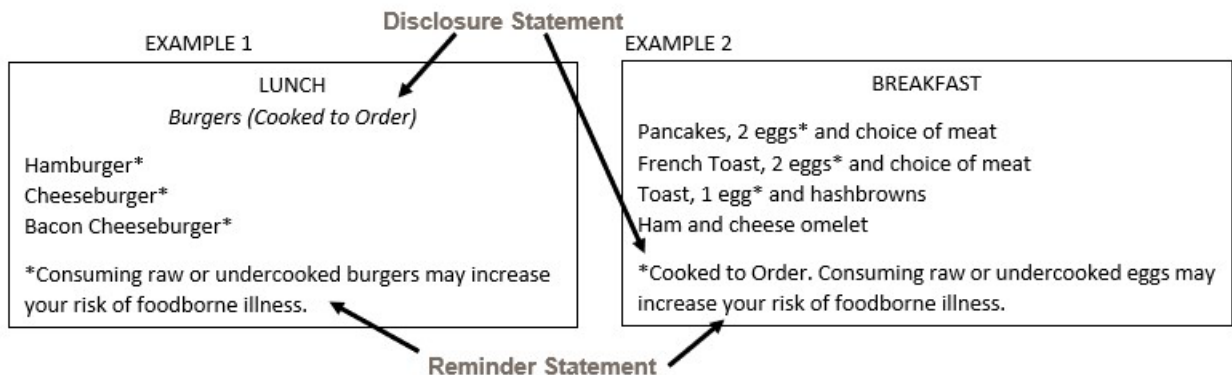 Disclosure Statement
EXAMPLE 1
LUNCH
Burgers (Cooked to Order)
Hamburger*
Cheeseburger*
Bacon Cheeseburger*
*Consuming raw or undercooked burgers may increase
your risk of foodborne illness.
EXAMPLE 2
BREAKFAST
Pancakes, 2 eggs* and choice of meat
French Toast, 2 eggs* and choice of meat
Toast, 1 egg* and hashbrowns
Ham and cheese omelet
*Cooked to Order. Consuming raw or undercooked eggs may
increase your risk of foodborne illness.
Reminder Statement